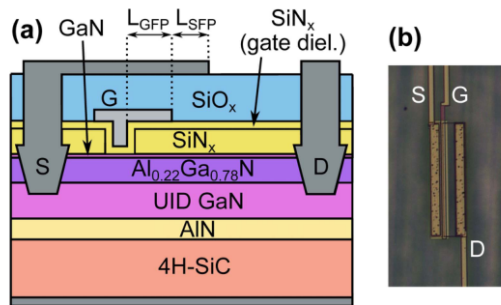 (a)
GaN
L_GFP
L_SFP
SiN_x
(gate diel.)
(b)
G
SiO_x
SiN_x
S
D
Al_0.22Ga_0.78N
UID GaN
AlN
4H-SiC
S
G
D